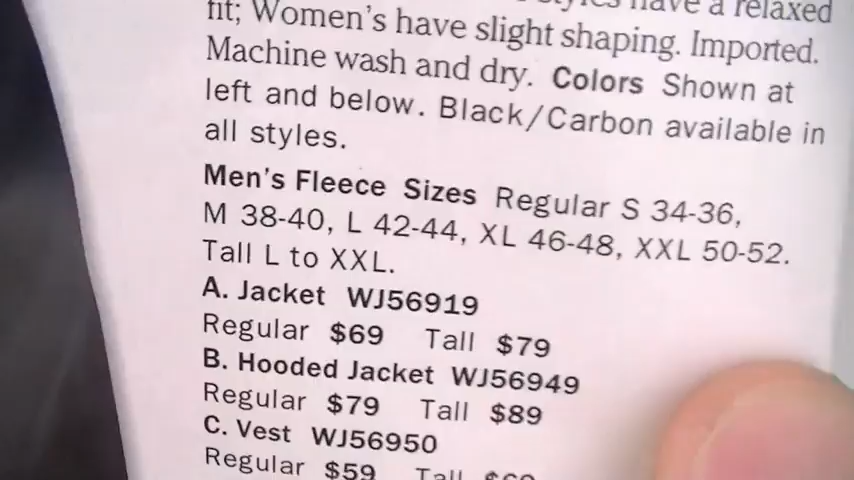 have a relaxed
fit; Women's have slight shaping. Imported.
Machine wash and dry. Colors Shown at
left and below. Black/Carbon available in
all styles.
Men's Fleece Sizes Regular S 34-36,
M 38-40, L 42-44, XL 46-48, XXL 50-52.
Tall L to XXL.
A. Jacket WJ56919
Regular $69 Tall $79
B. Hooded Jacket WJ56949
Regular $79 Tall $89
C. Vest WJ56950
Regular $59 Tall